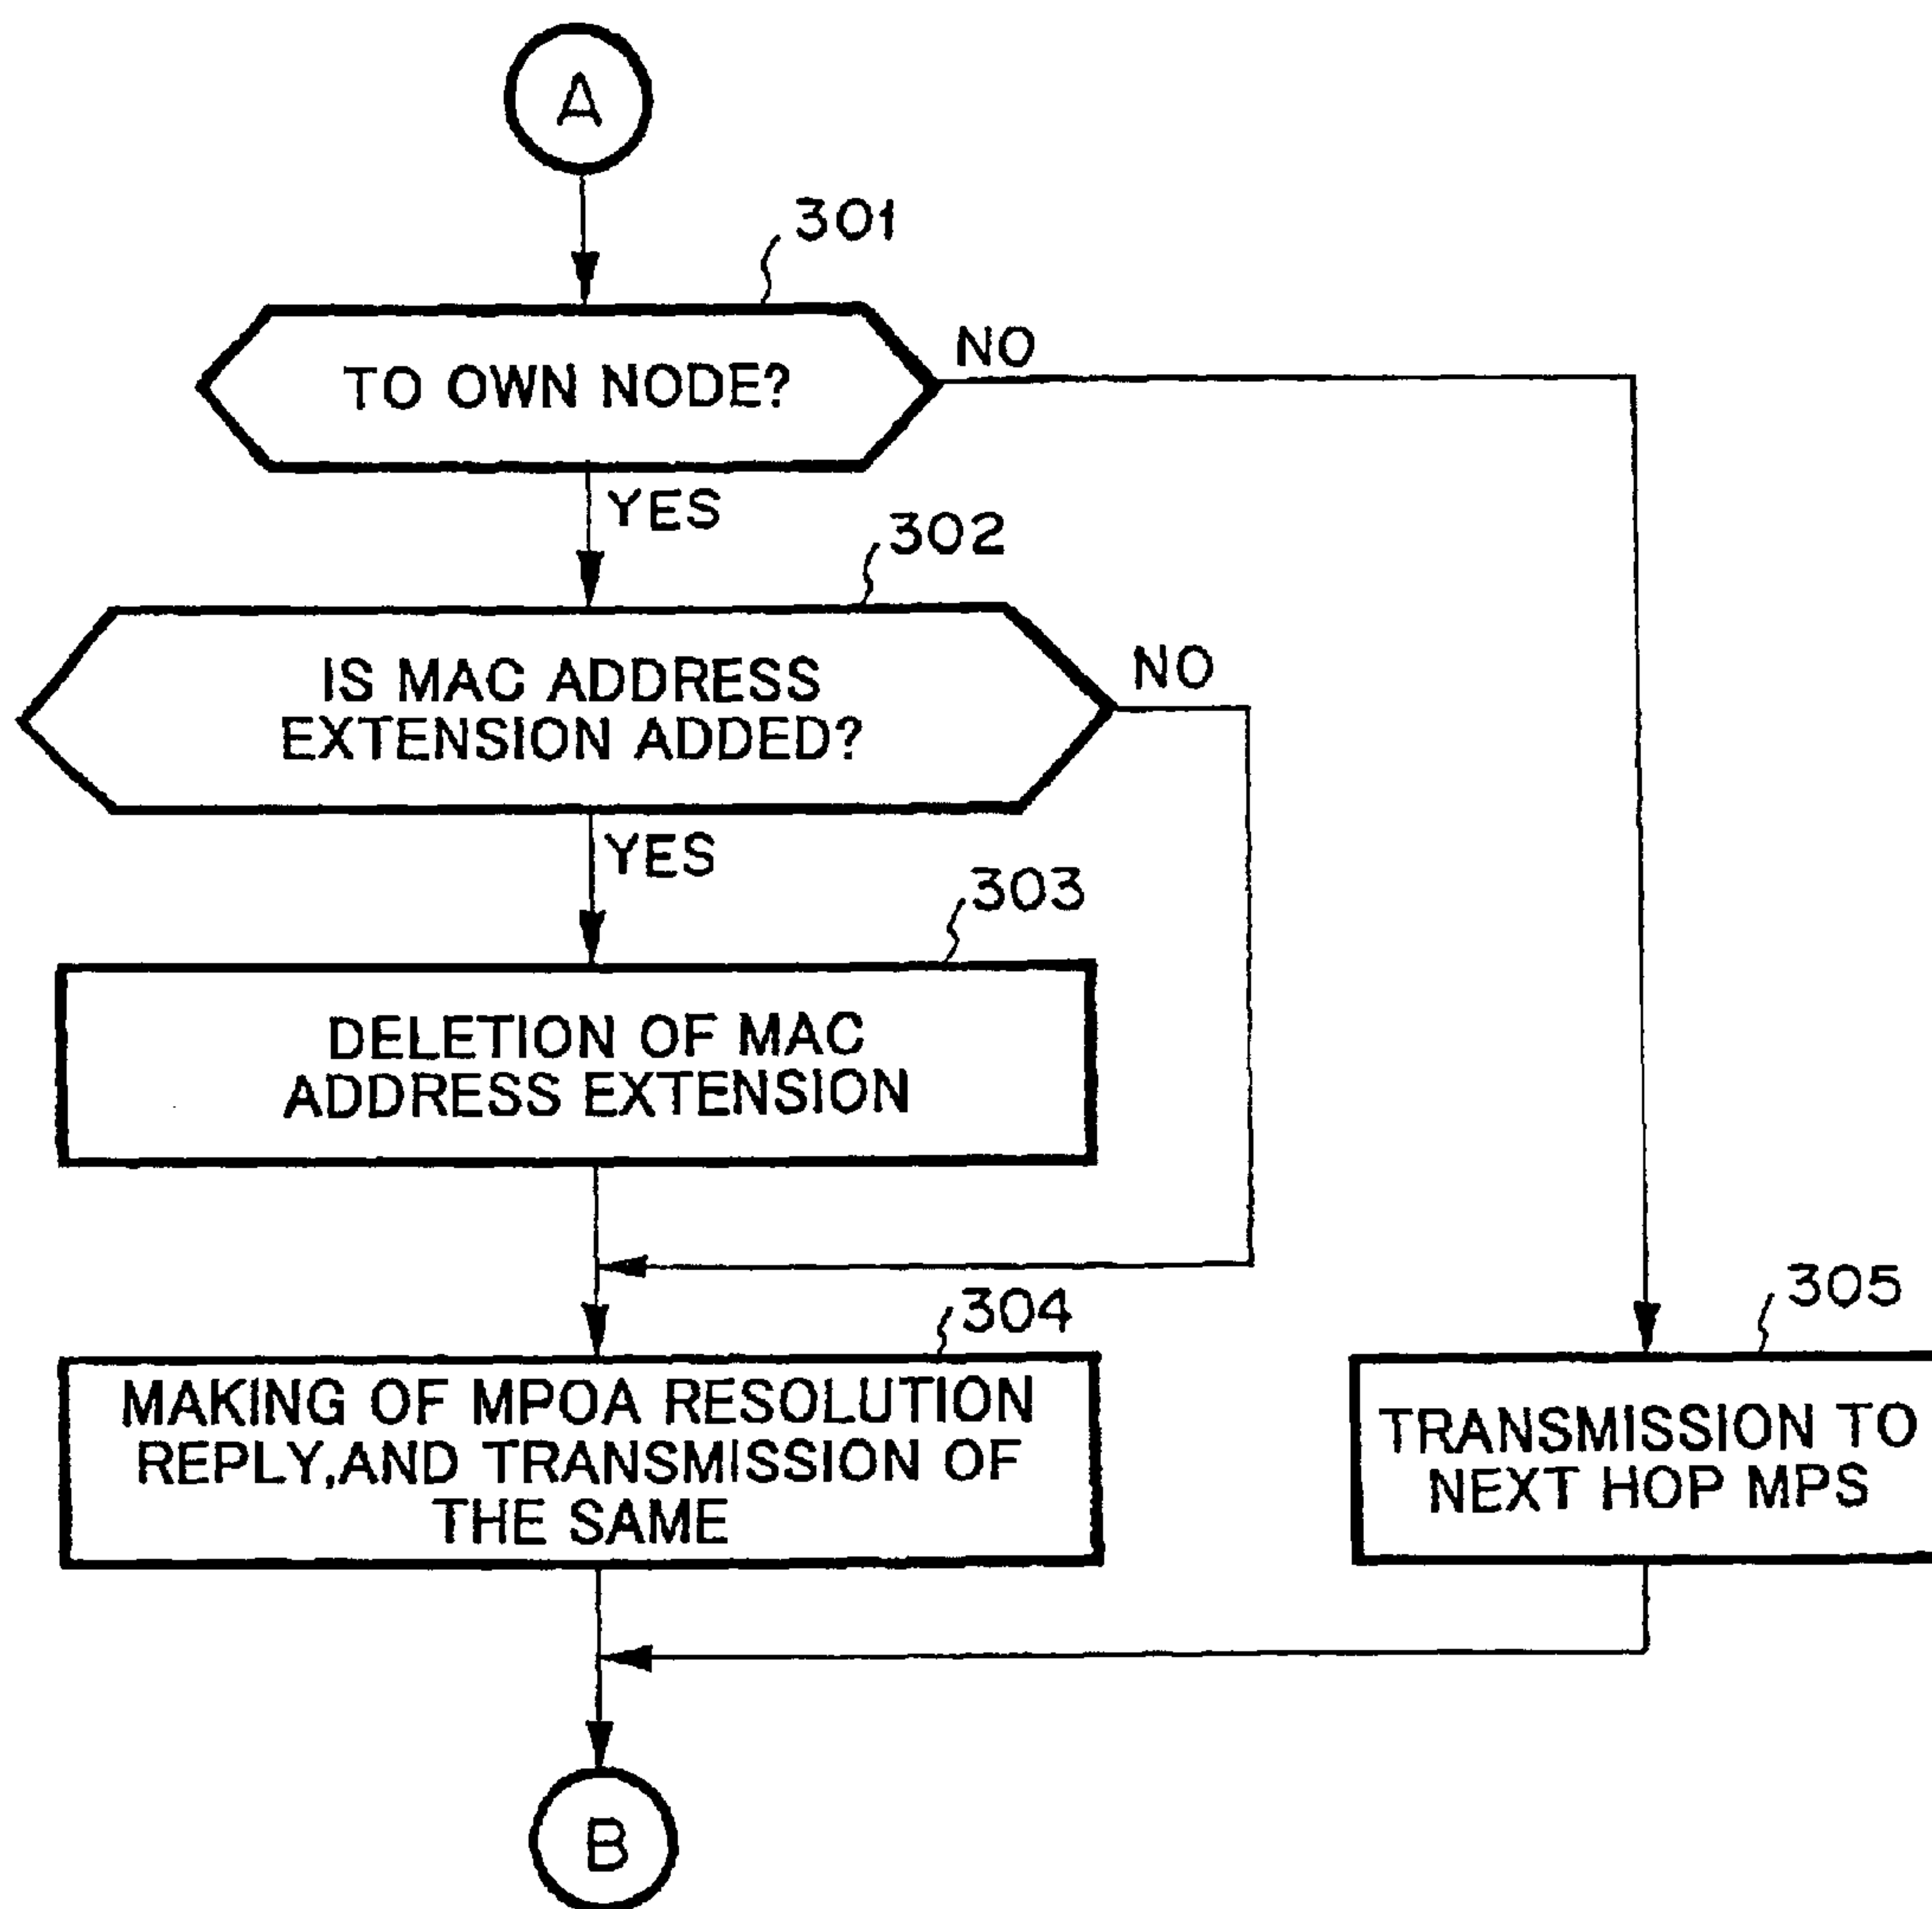 A
301
TO OWN NODE?
NO
YES
302
IS MAC ADDRESS
EXTENSION ADDED?
NO
YES
303
DELETION OF MAC
ADDRESS EXTENSION
304
MAKING OF MPOA RESOLUTION
REPLY,AND TRANSMISSION OF
THE SAME
305
TRANSMISSION TO
NEXT HOP MPS
B